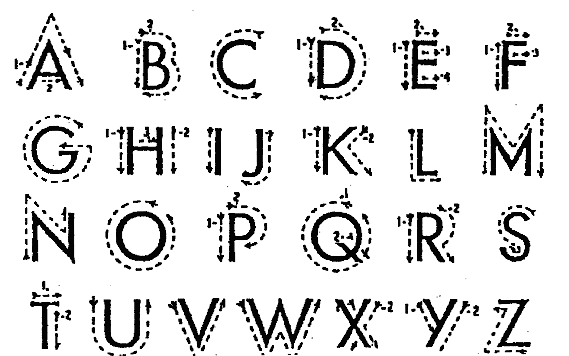 A B C D E F
G H I J K L M
N O P Q R S
T U V W X Y Z